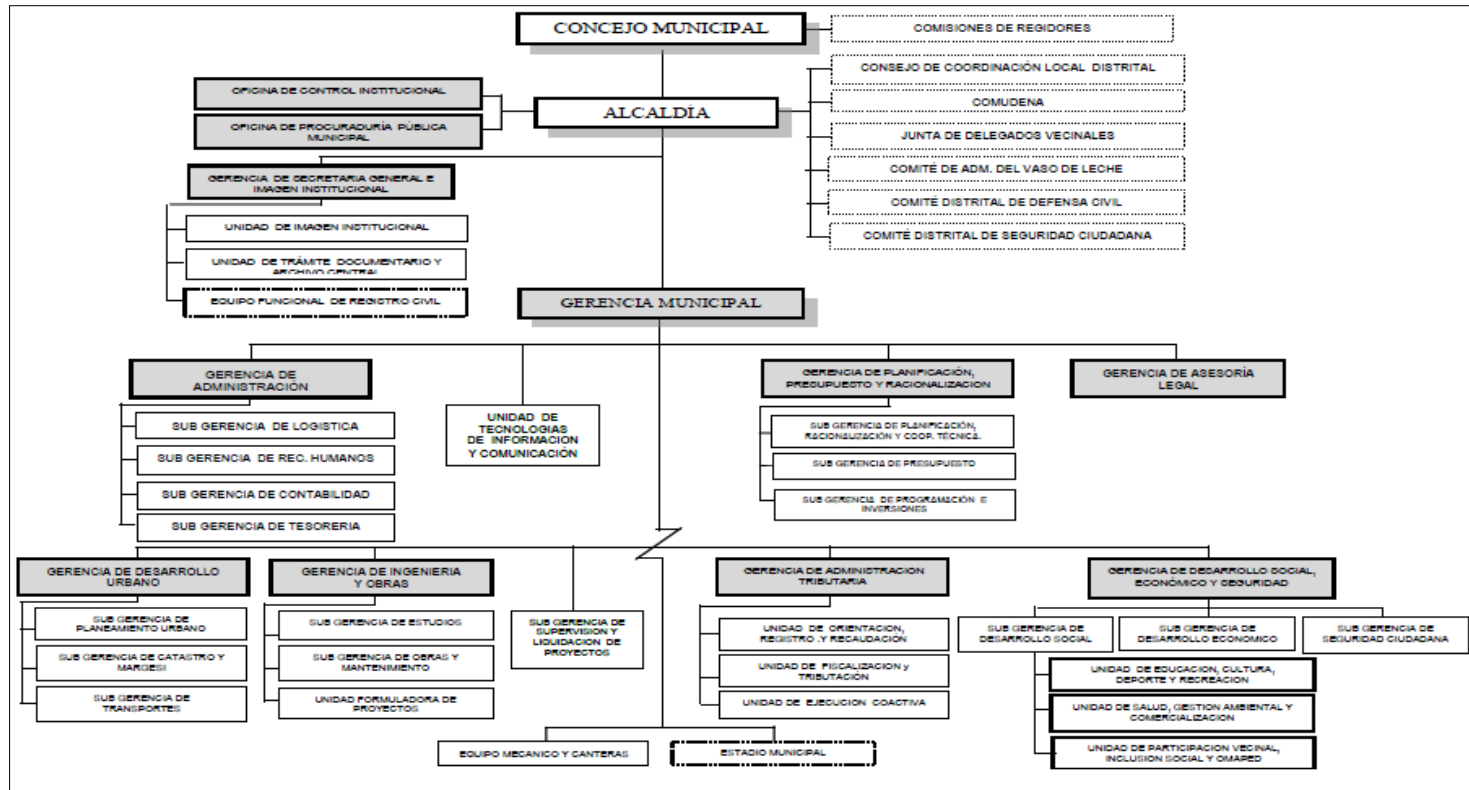 CONCEJO MUNICIPAL
COMISIONES DE REGIDORES
CONSEJO DE COORDINACIÓN LOCAL DISTRITAL
OFICINA DE CONTROL INSTITUCIONAL
ALCALDÍA
COMUDENA
OFICINA DE PROCURADURÍA PÚBLICA
MUNICIPAL
JUNTA DE DELEGADOS VECINALES
GERENCIA DE SECRETARIA GENERAL E
IMAGEN INSTITUCIONAL
COMITÉ DE ADM. DEL VASO DE LECHE
COMITÉ DISTRITAL DE DEFENSA CIVIL
UNIDAD DE IMAGEN INSTITUCIONAL
COMITÉ DISTRITAL DE SEGURIDAD CIUDADANA
UNIDAD DE TRÁMITE DOCUMENTARIO Y
ARCHIVO CENTRAL
EQUIPO FUNCIONAL DE REGISTRO CIVIL
GERENCIA MUNICIPAL
GERENCIA DE
ADMINISTRACIÓN
SUB GERENCIA DE LOGISTICA
SUB GERENCIA DE REC. HUMANOS
SUB GERENCIA DE CONTABILIDAD
SUB GERENCIA DE TESORERIA
UNIDAD DE
TECNOLOGIAS
DE INFORMACION
Y COMUNICACIÓN
GERENCIA DE PLANIFICACIÓN,
PRESUPUESTO Y RACIONALIZACION
SUB GERENCIA DE PLANIFICACIÓN,
RACIONALIZACIÓN Y COOP. TÉCNICA.
SUB GERENCIA DE PRESUPUESTO
SUB GERENCIA DE PROGRAMACIÓN E
INVERSIONES
GERENCIA DE ASESORÍA
LEGAL
GERENCIA DE DESARROLLO
URBANO
SUB GERENCIA DE
PLANEAMIENTO URBANO
SUB GERENCIA DE CATASTRO Y
MARGESI
SUB GERENCIA DE
TRANSPORTES
GERENCIA DE INGENIERIA
Y OBRAS
SUB GERENCIA DE ESTUDIOS
SUB GERENCIA DE OBRAS Y
MANTENIMIENTO
UNIDAD FORMULADORA DE
PROYECTOS
SUB GERENCIA DE
SUPERVISION Y
LIQUIDACION DE
PROYECTOS
GERENCIA DE ADMINISTRACION
TRIBUTARIA
UNIDAD DE ORIENTACION,
REGISTRO .Y RECAUDACIÓN
UNIDAD DE FISCALIZACION y
TRIBUTACIÓN
UNIDAD DE EJECUCION COACTIVA
GERENCIA DE DESARROLLO SOCIAL,
ECONÓMICO Y SEGURIDAD
SUB GERENCIA DE
DESARROLLO SOCIAL
SUB GERENCIA DE
DESARROLLO ECONOMICO
SUB GERENCIA DE
SEGURIDAD CIUDADANA
UNIDAD DE EDUCACION, CULTURA,
DEPORTE Y RECREACION
UNIDAD DE SALUD, GESTION AMBIENTAL Y
COMERCIALIZACION
UNIDAD DE PARTICIPACION VECINAL,
INCLUSION SOCIAL Y OMAPED
EQUIPO MECANICO Y CANTERAS
ESTADIO MUNICIPAL